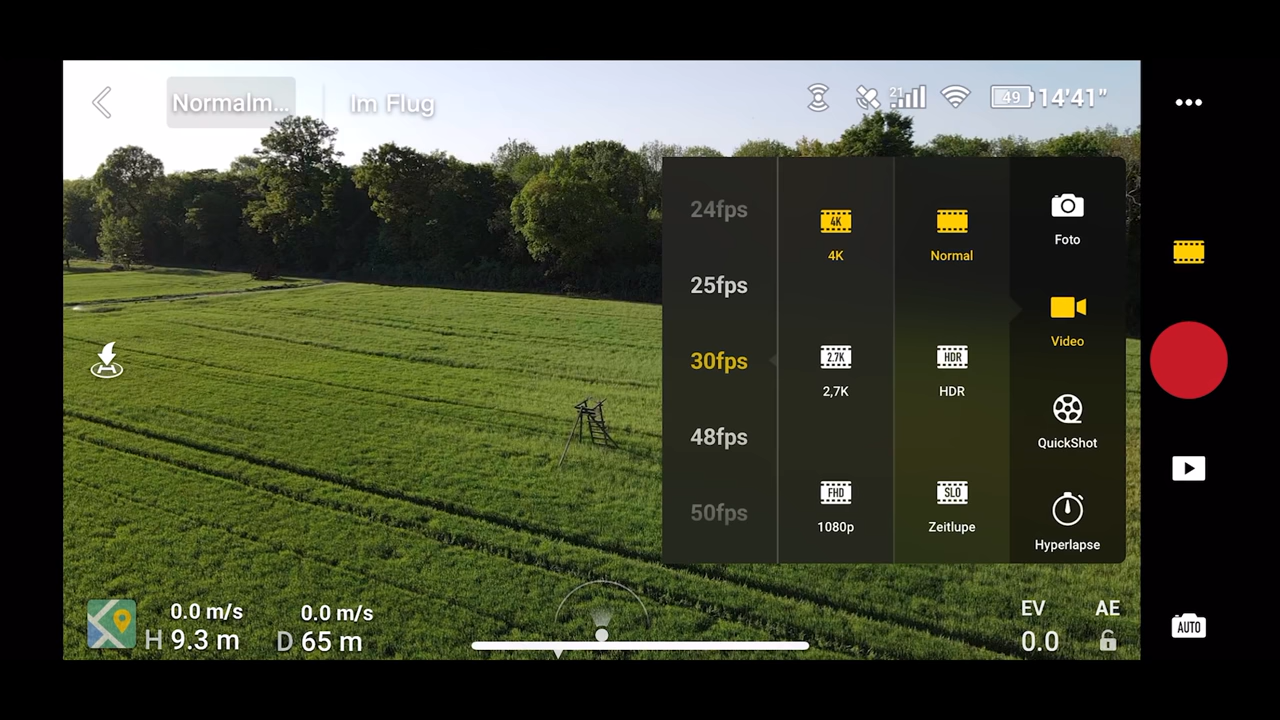 Normalm...
Im Flug
21
49
14'41"
24fps
25fps
30fps
48fps
50fps
4K
4K
2.7K
2,7K
FHD
1080p
Normal
HDR
HDR
SLO
Zeitlupe
Foto
Video
QuickShot
Hyperlapse
0.0 m/s
0.0 m/s
H 9.3 m
D 65 m
EV
AE
0.0
AUTO